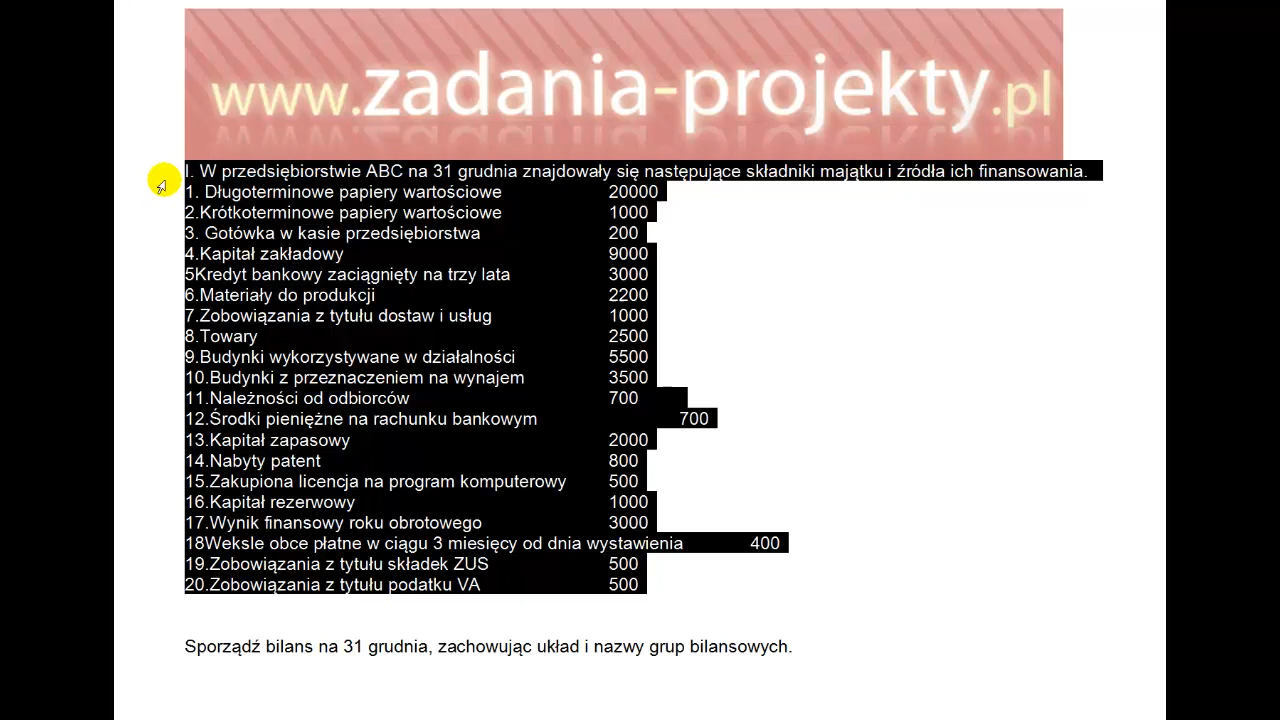 www.zadania-projekty.pl
I. W przedsiębiorstwie ABC na 31 grudnia znajdowały się następujące składniki majątku i źródła ich finansowania.
1. Długoterminowe papiery wartościowe 20000
2.Krótkoterminowe papiery wartościowe 1000
3. Gotówka w kasie przedsiębiorstwa 200
4.Kapitał zakładowy 9000
5Kredyt bankowy zaciągnięty na trzy lata 3000
6.Materiały do produkcji 2200
7.Zobowiązania z tytułu dostaw i usług 1000
8.Towary 2500
9.Budynki wykorzystywane w działalności 5500
10.Budynki z przeznaczeniem na wynajem 3500
11.Należności od odbiorców 700
12.Środki pieniężne na rachunku bankowym 700
13.Kapitał zapasowy 2000
14.Nabyty patent 800
15.Zakupiona licencja na program komputerowy 500
16.Kapitał rezerwowy 1000
17.Wynik finansowy roku obrotowego 3000
18Weksle obce płatne w ciągu 3 miesięcy od dnia wystawienia 400
19.Zobowiązania z tytułu składek ZUS 500
20.Zobowiązania z tytułu podatku VA 500
Sporządź bilans na 31 grudnia, zachowując układ i nazwy grup bilansowych.